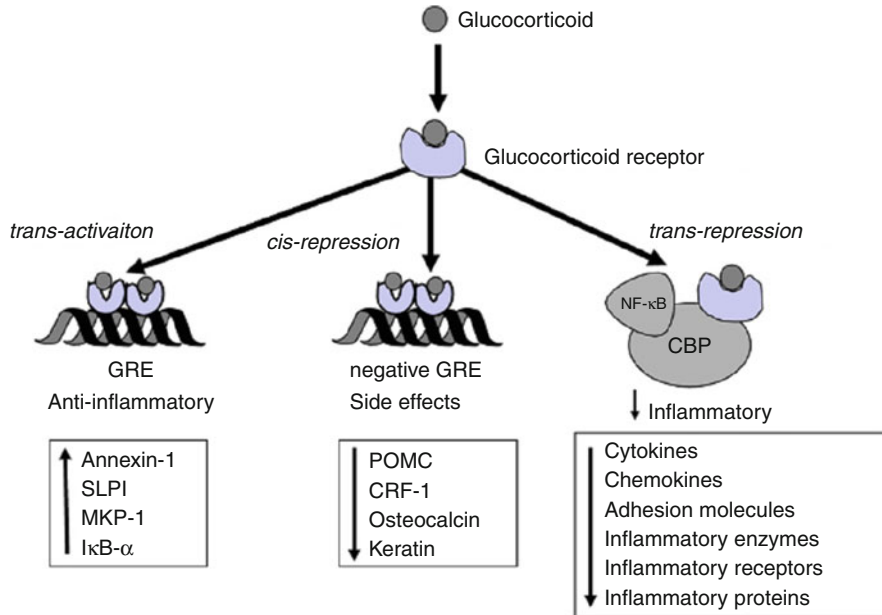 Glucocorticoid
Glucocorticoid receptor
trans-activaiton
cis-repression
trans-repression
NF-κB
CBP
GRE
Anti-inflammatory
negative GRE
Side effects
Inflammatory
Annexin-1
SLPI
MKP-1
IκB-α
POMC
CRF-1
Osteocalcin
Keratin
Cytokines
Chemokines
Adhesion molecules
Inflammatory enzymes
Inflammatory receptors
Inflammatory proteins